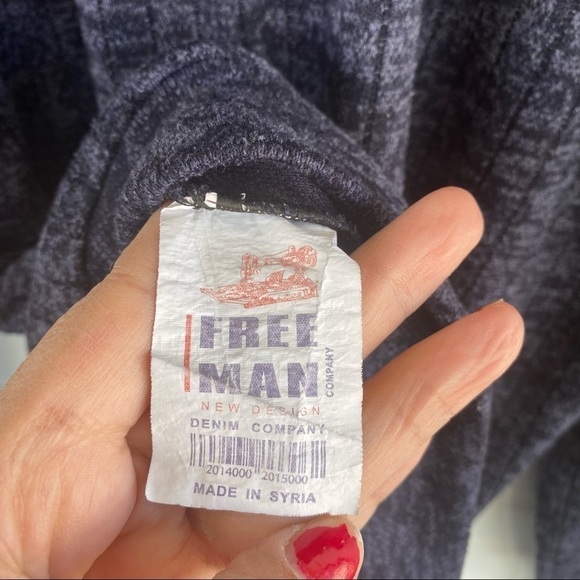 FREE
MAN
COMPANY
NEW DESIGN
DENIM COMPANY
2014000 2015000
MADE IN SYRIA